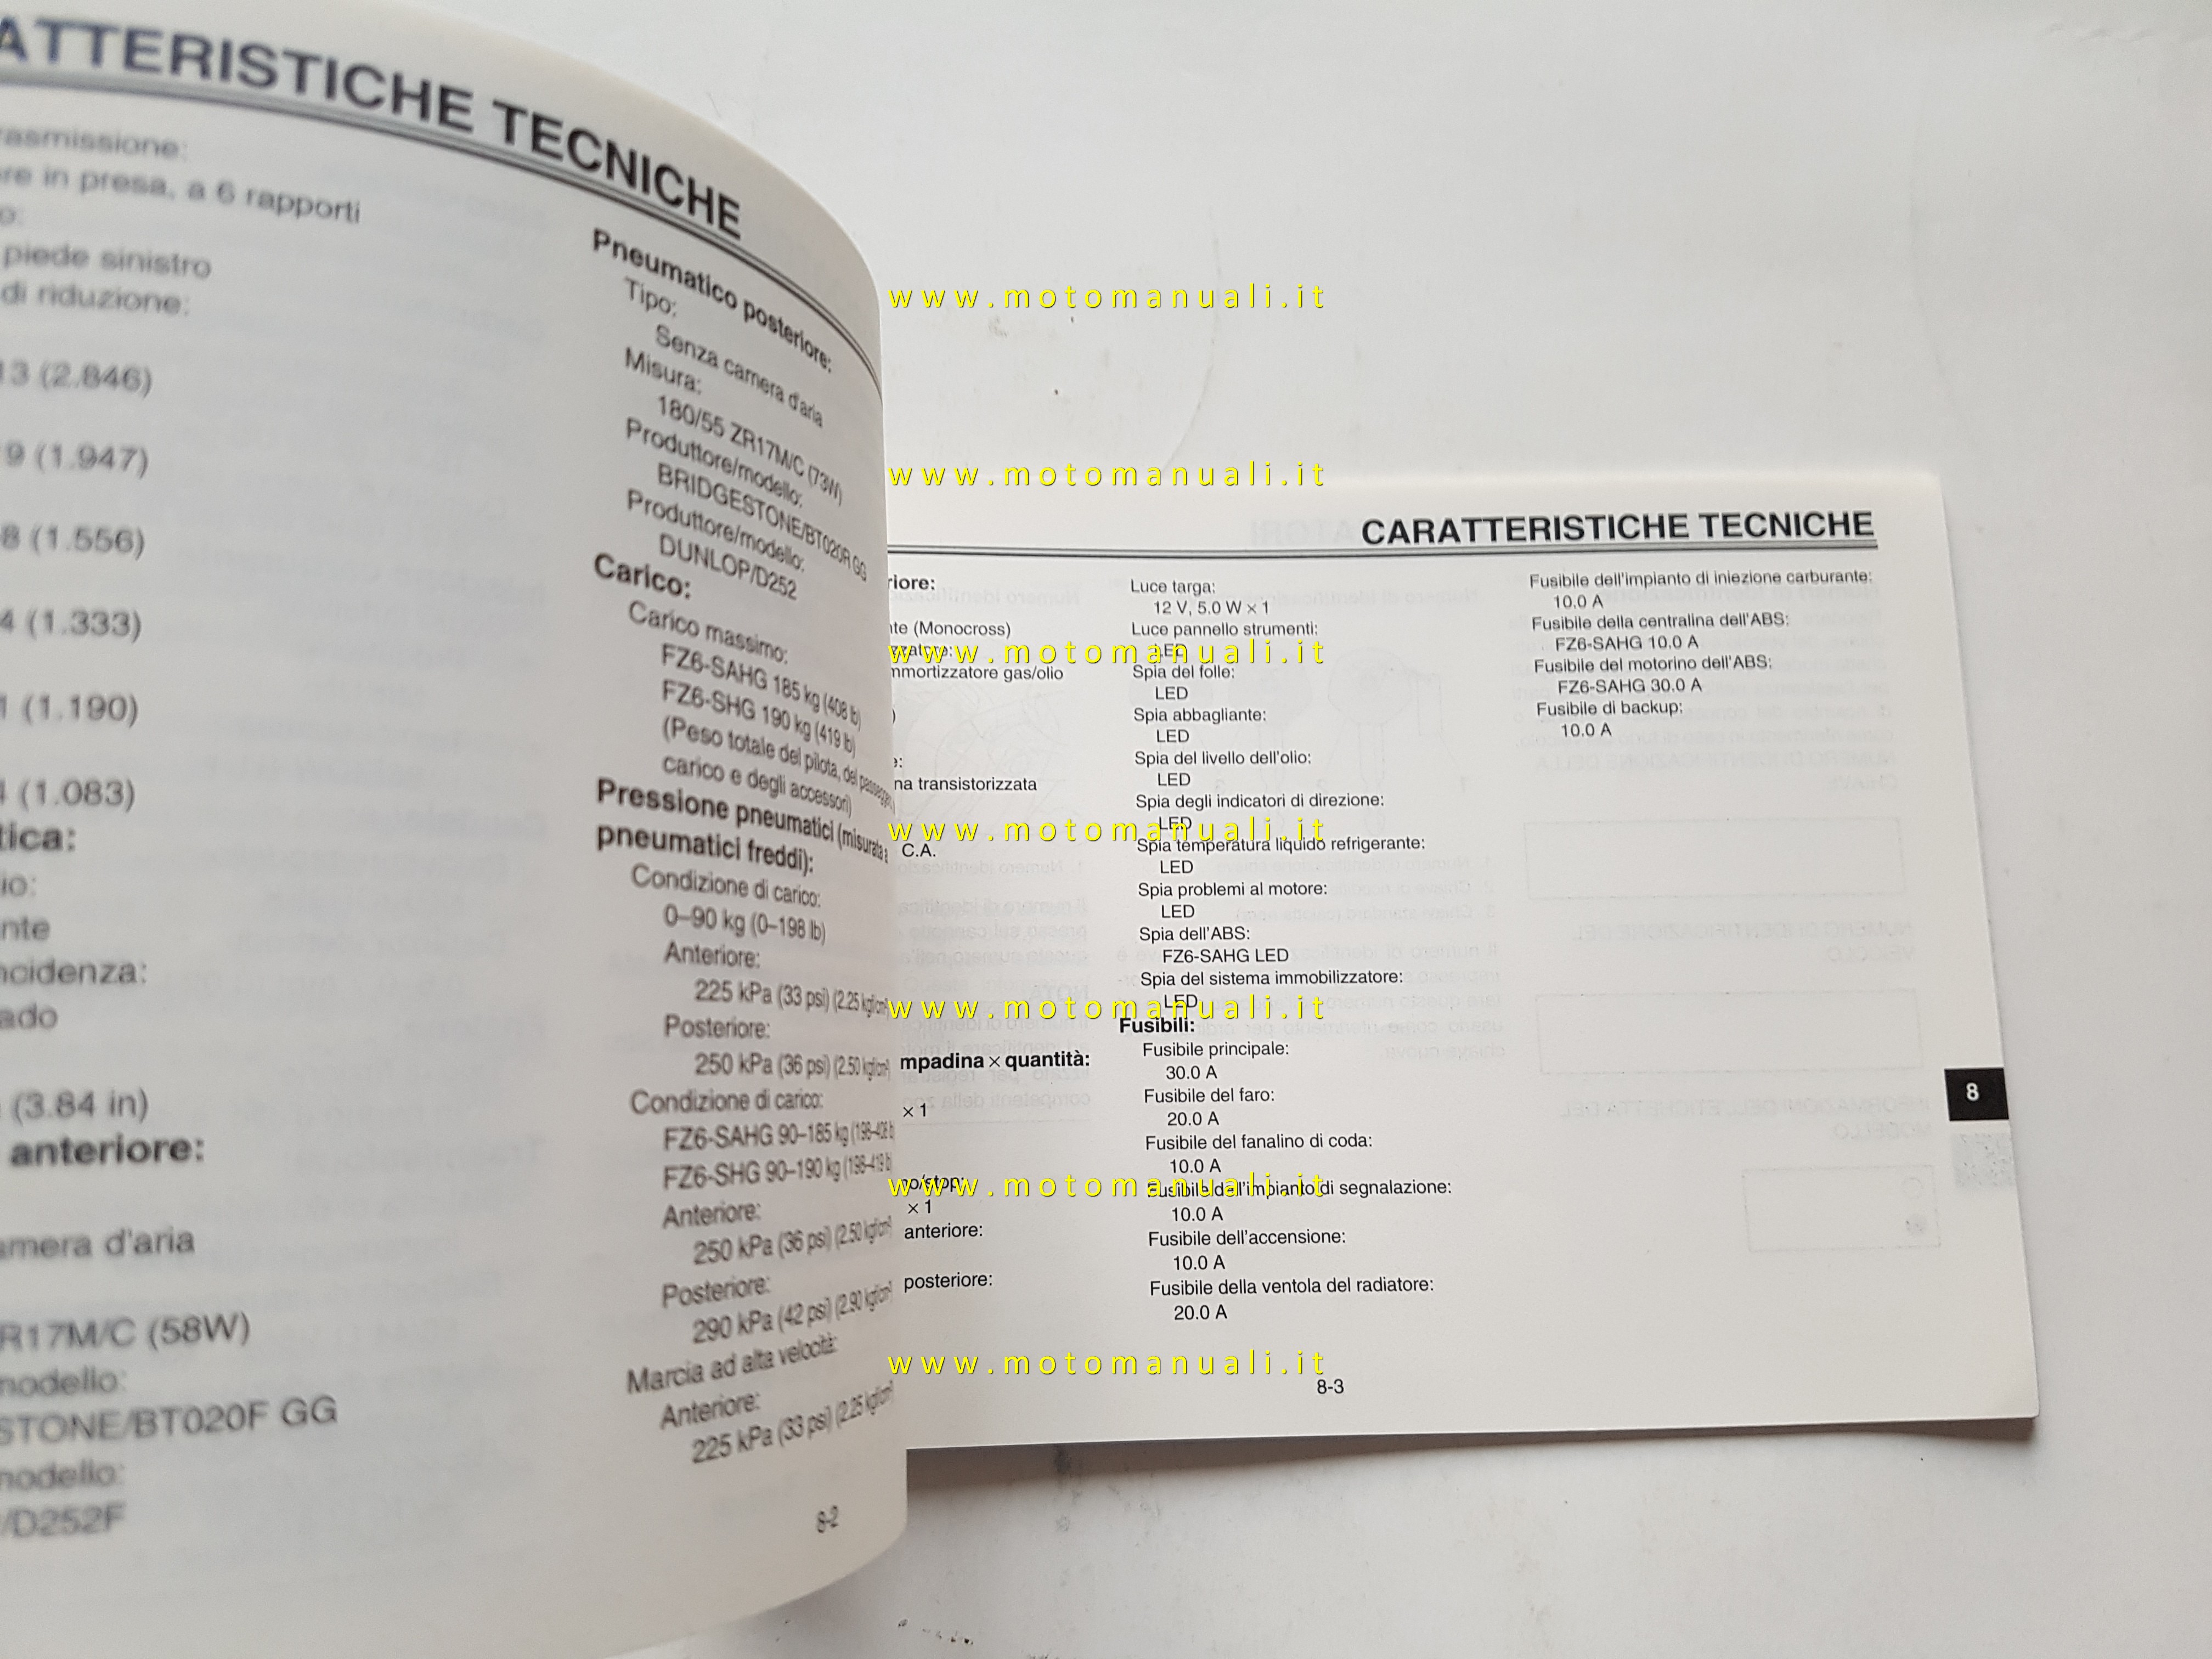 CARATTERISTICHE TECNICHE
re in presa, a 6 rapporti
piede sinistro
di riduzione:
13 (2.846)
9 (1.947)
8 (1.556)
4 (1.333)
1 (1.190)
(1.083)
tica:
io:
nte
ncidenza:
ado
(3.84 in)
anteriore:
amera d'aria
R17M/C (58W)
modello:
STONE/BT020F GG
modello:
/D252F
Pneumatico posteriore:
Tipo:
Senza camera d'aria
Misura:
180/55 ZR17M/C (73W)
Produttore/modello:
BRIDGESTONE/BT020R GG
Produttore/modello:
DUNLOP/D252
Carico:
Carico massimo:
FZ6-SAHG 185 kg (408 lb)
FZ6-SHG 190 kg (419 lb)
(Peso totale del pilota, del
carico e degli accessori)
Pressione pneumatici (misurata a
pneumatici freddi):
Condizione di carico:
0–90 kg (0–198 lb)
Anteriore:
225 kPa (33 psi) (2.25 kgf/cm²)
Posteriore:
250 kPa (36 psi) (2.50 kgf/cm²)
Condizione di carico:
FZ6-SAHG 90–185 kg (198–408 lb
FZ6-SHG 90–190 kg (198–419 lb
Anteriore:
250 kPa (36 psi) (2.50 kgf/cm²)
Posteriore:
290 kPa (42 psi) (2.90 kgf/cm²)
Marcia ad alta velocità:
Anteriore:
225 kPa (33 psi) (2.25 kgf/cm²)
8-2
www.motomanuali.it
www.motomanuali.it
www.motomanuali.it
www.motomanuali.it
www.motomanuali.it
www.motomanuali.it
www.motomanuali.it
CARATTERISTICHE TECNICHE
riore:
nte (Monocross)
zzatore:
mmortizzatore gas/olio
)
e:
na transistorizzata
C.A.
mpadina × quantità:
× 1
no/stop:
× 1
anteriore:
posteriore:
Luce targa:
12 V, 5.0 W × 1
Luce pannello strumenti:
LED
Spia del folle:
LED
Spia abbagliante:
LED
Spia del livello dell'olio:
LED
Spia degli indicatori di direzione:
LED
Spia temperatura liquido refrigerante:
LED
Spia problemi al motore:
LED
Spia dell'ABS:
FZ6-SAHG LED
Spia del sistema immobilizzatore:
LED
Fusibili:
Fusibile principale:
30.0 A
Fusibile del faro:
20.0 A
Fusibile del fanalino di coda:
10.0 A
Fusibile dell'impianto di segnalazione:
10.0 A
Fusibile dell'accensione:
10.0 A
Fusibile della ventola del radiatore:
20.0 A
Fusibile dell'impianto di iniezione carburante:
10.0 A
Fusibile della centralina dell'ABS:
FZ6-SAHG 10.0 A
Fusibile del motorino dell'ABS:
FZ6-SAHG 30.0 A
Fusibile di backup:
10.0 A
8
8-3